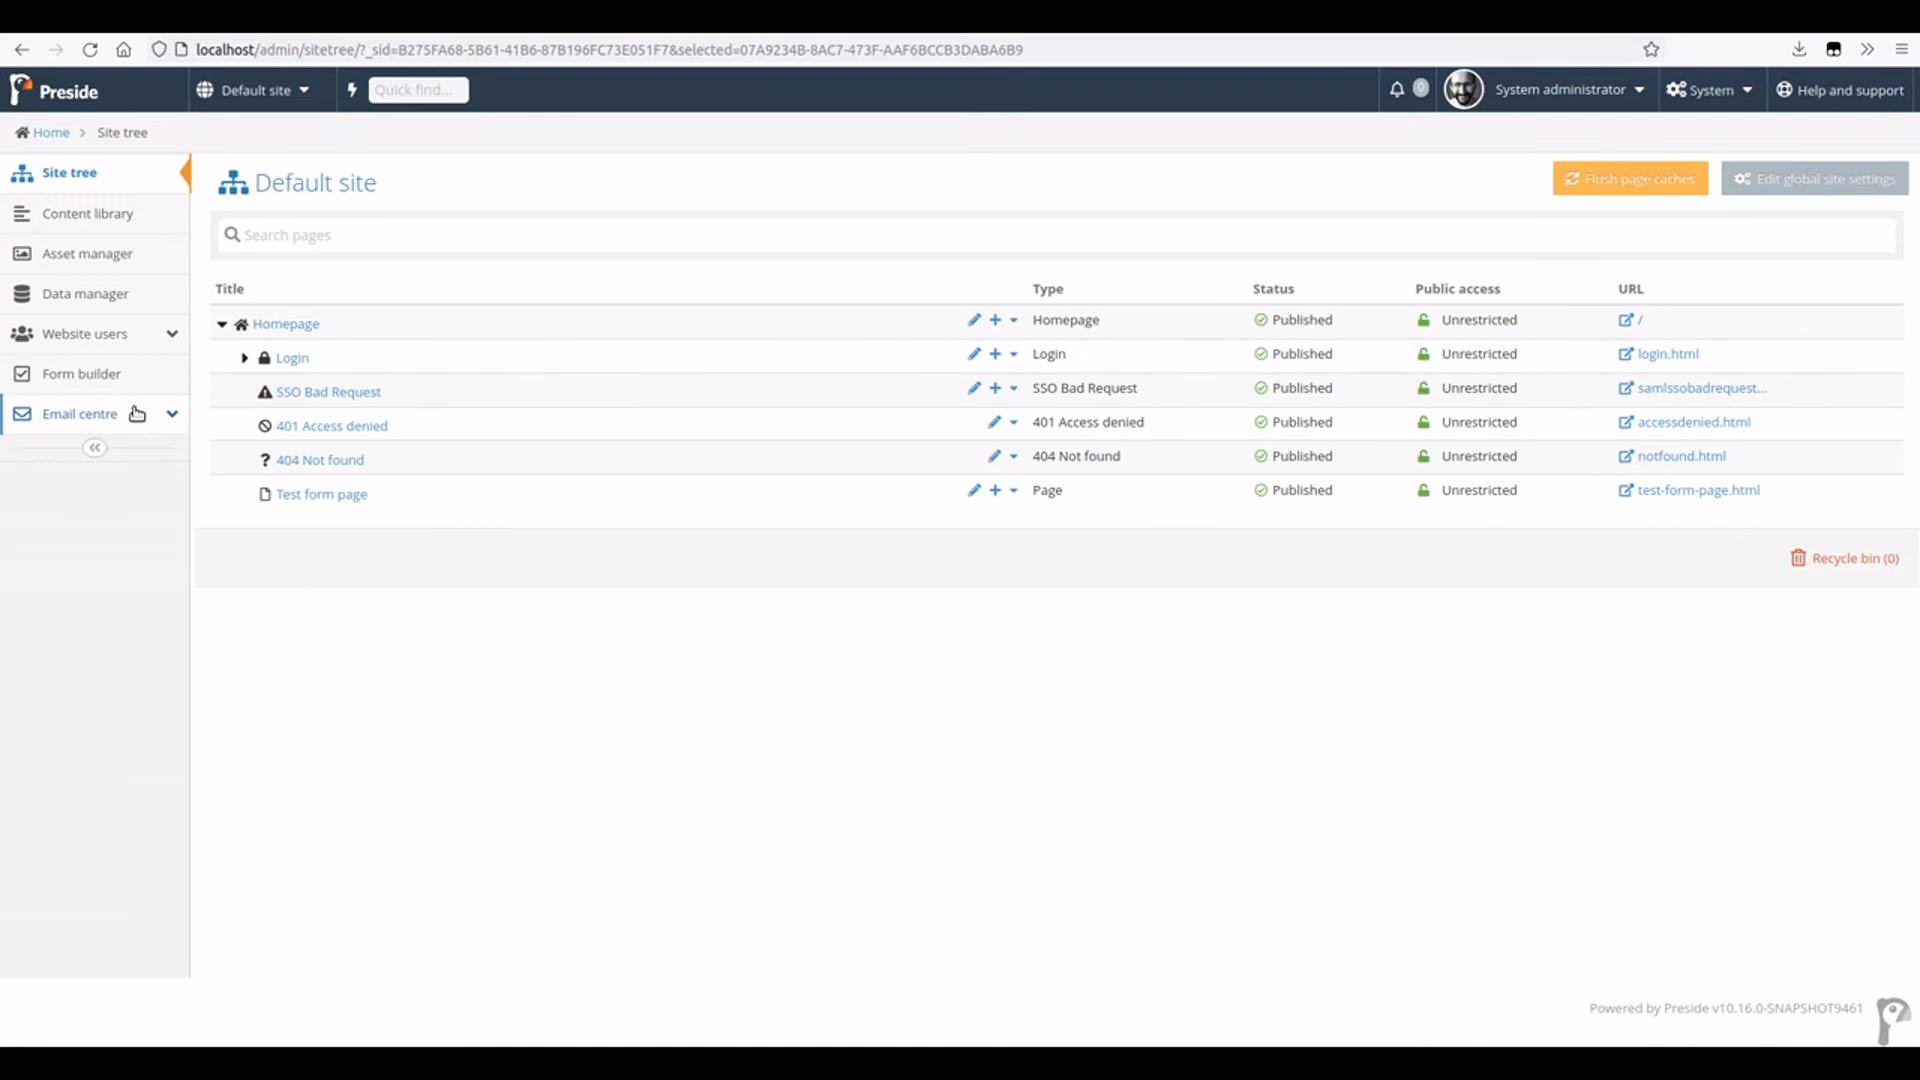 localhost/admin/sitetree/?_sid=B275FA68-5B61-41B6-87B196FC73E051F7&selected=07A9234B-8AC7-473F-AAF6BCCB3DABA6B9
Preside Default site Quick find... 0 System administrator System Help and support
Home > Site tree
Site tree
Content library
Asset manager
Data manager
Website users
Form builder
Email centre
Default site Flush page caches Edit global site settings
Search pages
Title Type Status Public access URL
Homepage Homepage Published Unrestricted /
Login Login Published Unrestricted login.html
SSO Bad Request SSO Bad Request Published Unrestricted samlssobadrequest...
401 Access denied 401 Access denied Published Unrestricted accessdenied.html
404 Not found 404 Not found Published Unrestricted notfound.html
Test form page Page Published Unrestricted test-form-page.html
Recycle bin (0)
Powered by Preside v10.16.0-SNAPSHOT9461